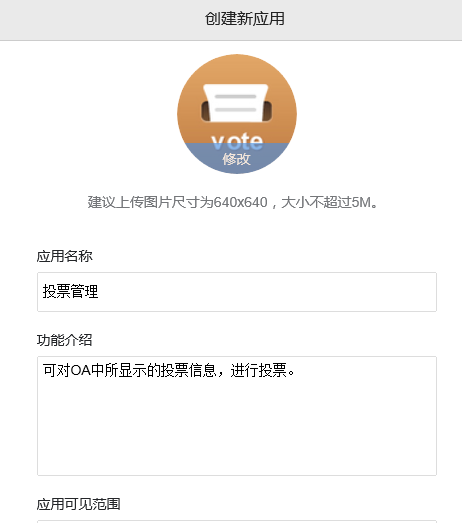 创建新应用
vote
修改
建议上传图片尺寸为640x640，大小不超过5M。
应用名称
投票管理
功能介绍
可对OA中所显示的投票信息，进行投票。
应用可见范围